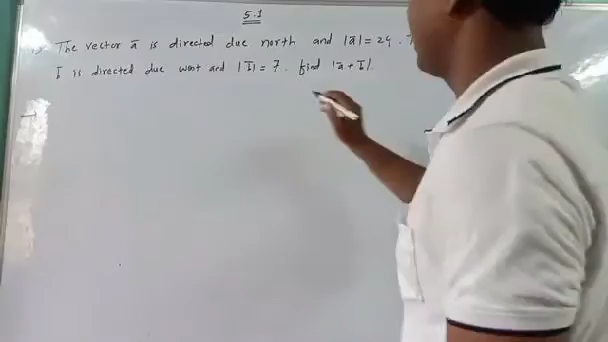 5.1
The vector ā is directed due north and |ā| = 24.
b̄ is directed due west and |b̄| = 7. find |ā + b̄|.